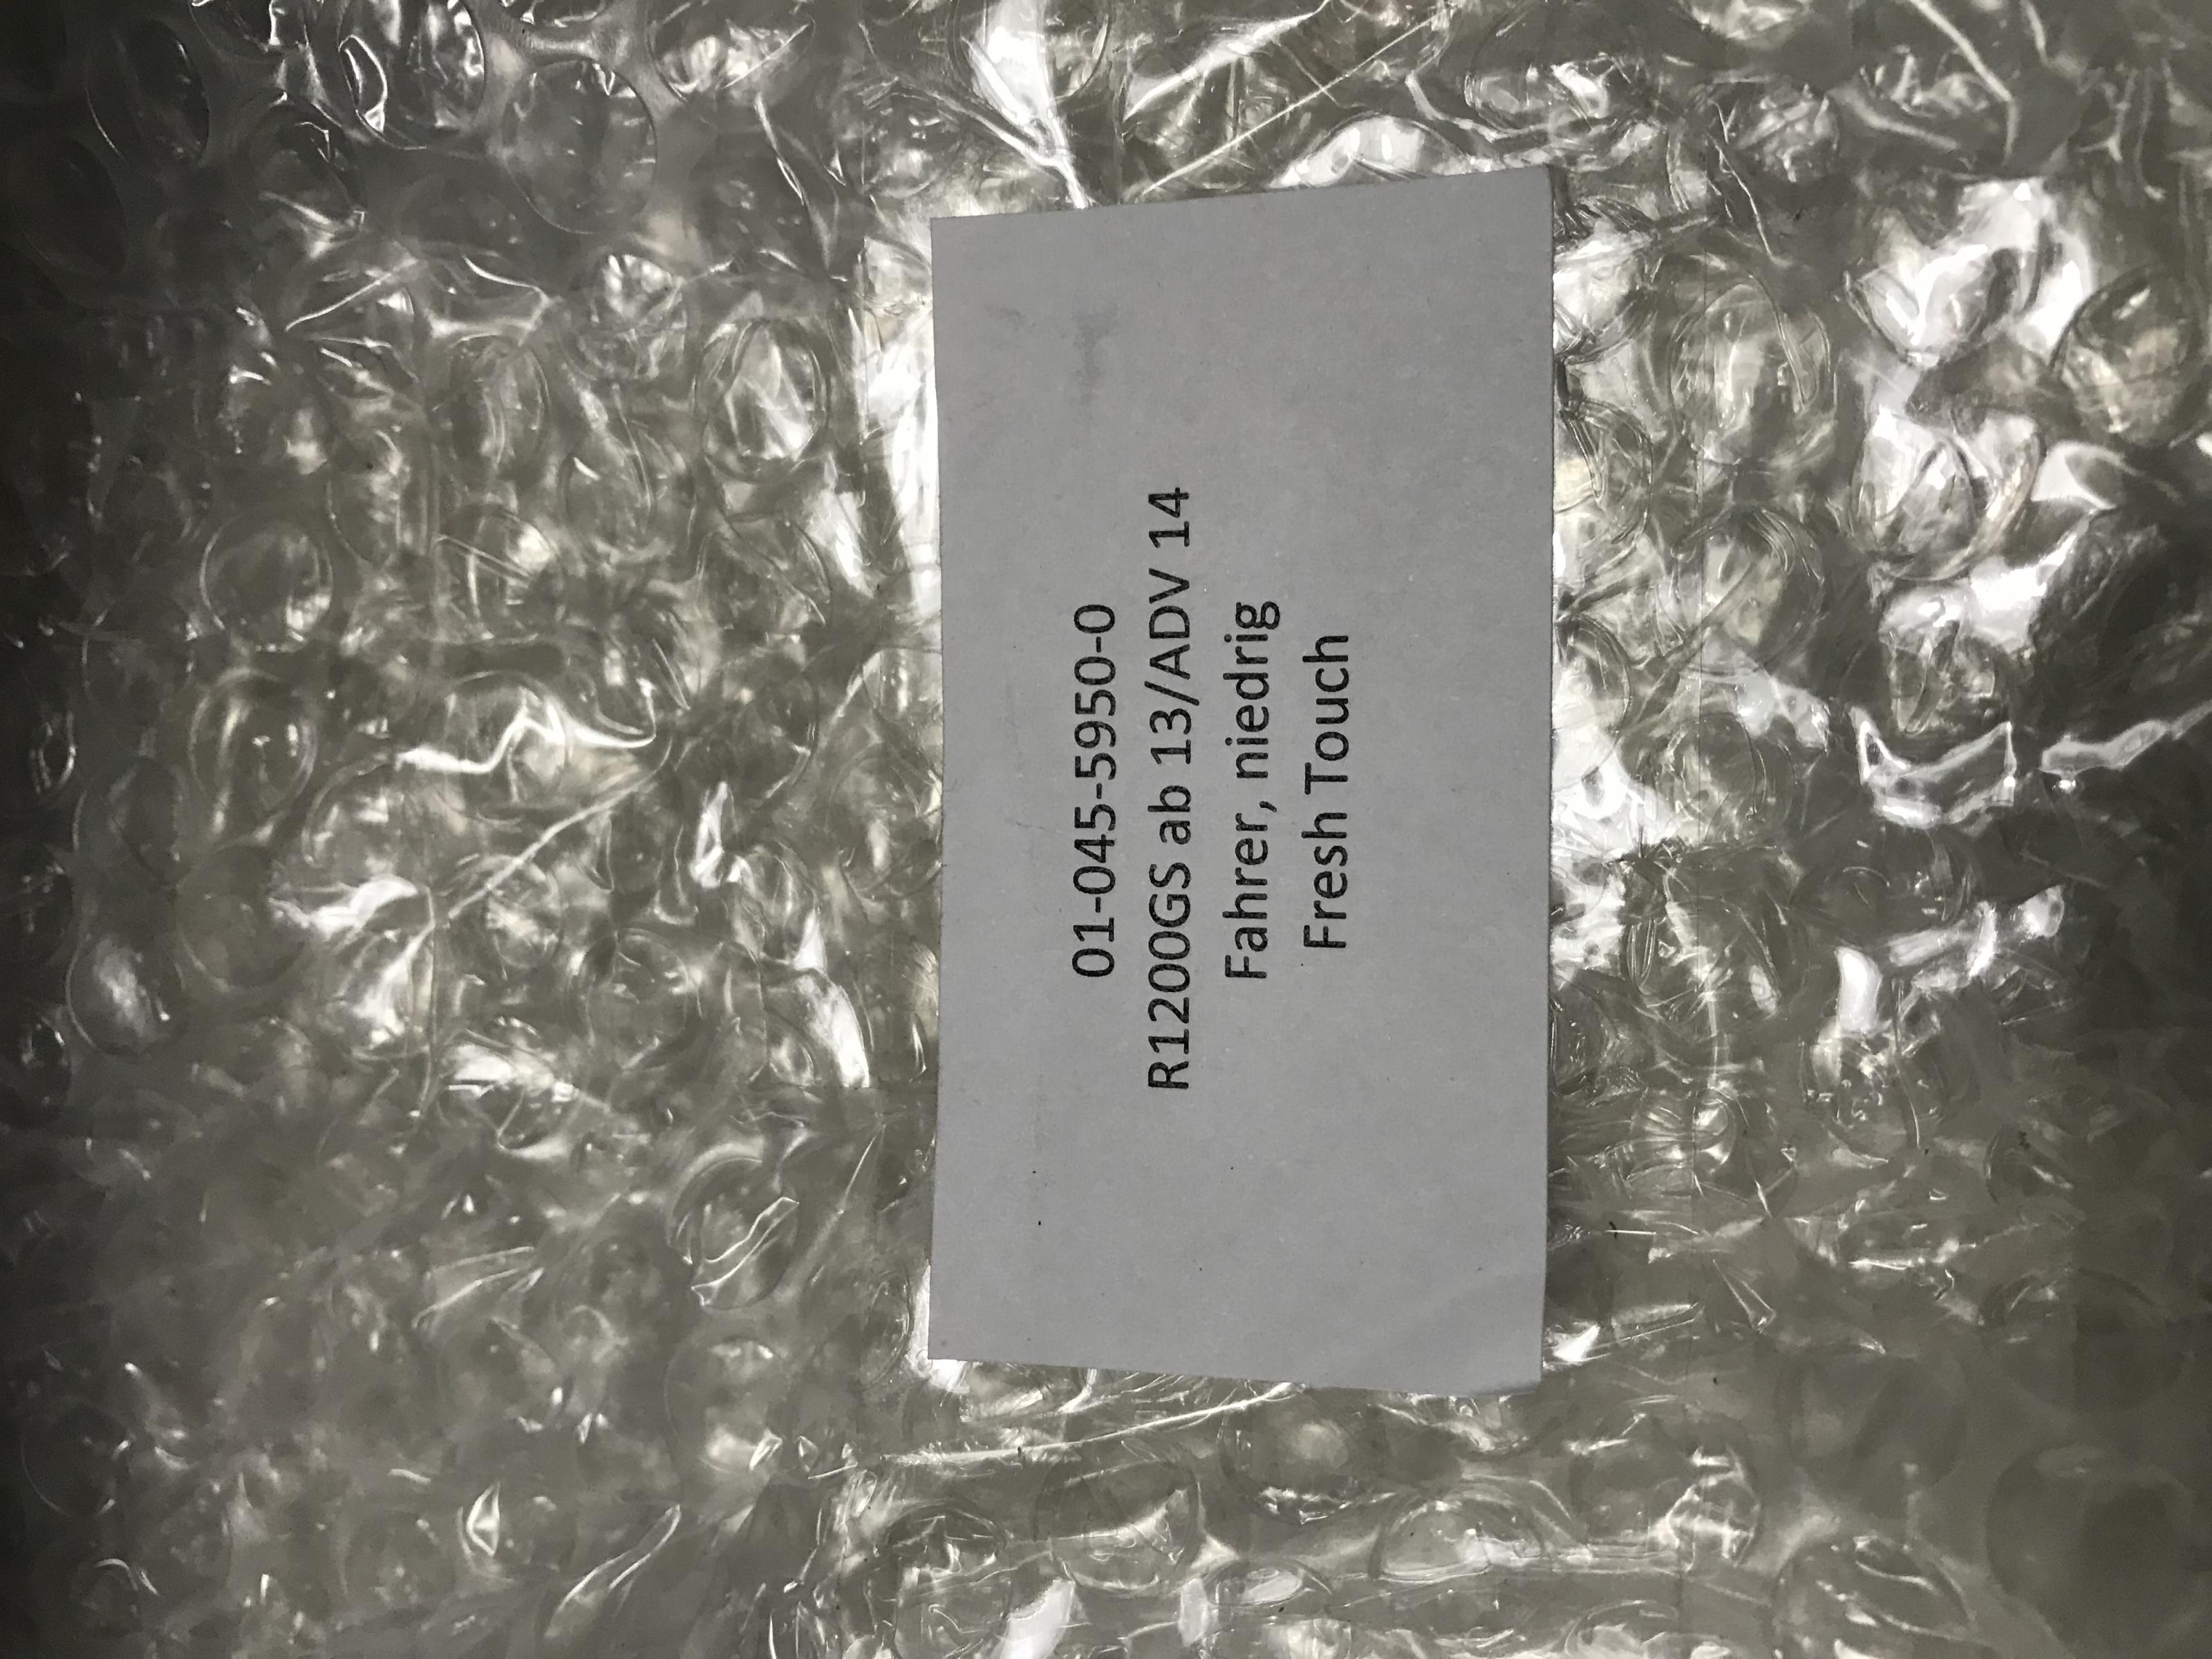 01-045-5950-0
R1200GS ab 13/ADV 14
Fahrer, niedrig
Fresh Touch